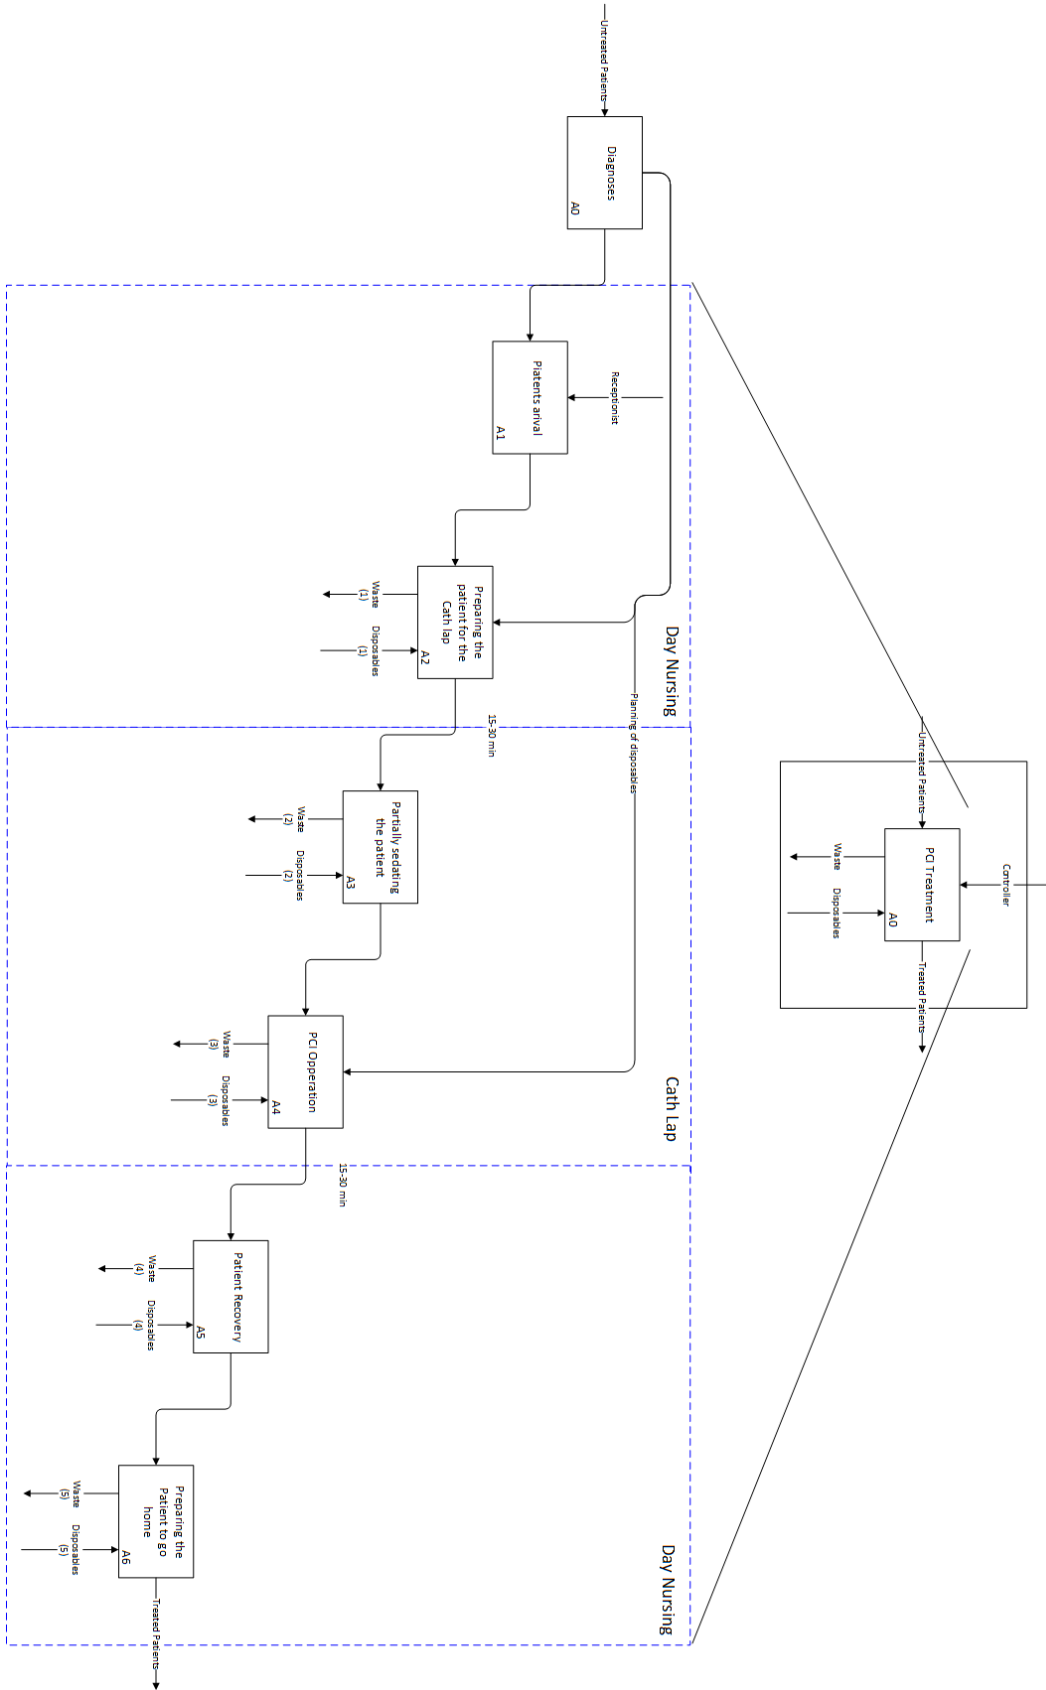 Controller
Untreated Patients
PCI Treatment
A0
Treated Patients
Waste
Disposables
Day Nursing
Cath Lap
Day Nursing
Untreated Patients
Diagnoses
A0
Planning of disposables
Receptionist
Piatents arival
A1
Preparing the
patient for the
Cath lap
A2
Waste
(1)
Disposables
(1)
15-30 min
Partially sedating
the patient
A3
Waste
(2)
Disposables
(2)
PCI Opperation
A4
Waste
(3)
Disposables
(3)
15-30 min
Patient Recovery
A5
Waste
(4)
Disposables
(4)
Preparing the
Patient to go
home
A6
Waste
(5)
Disposables
(5)
Treated Patients